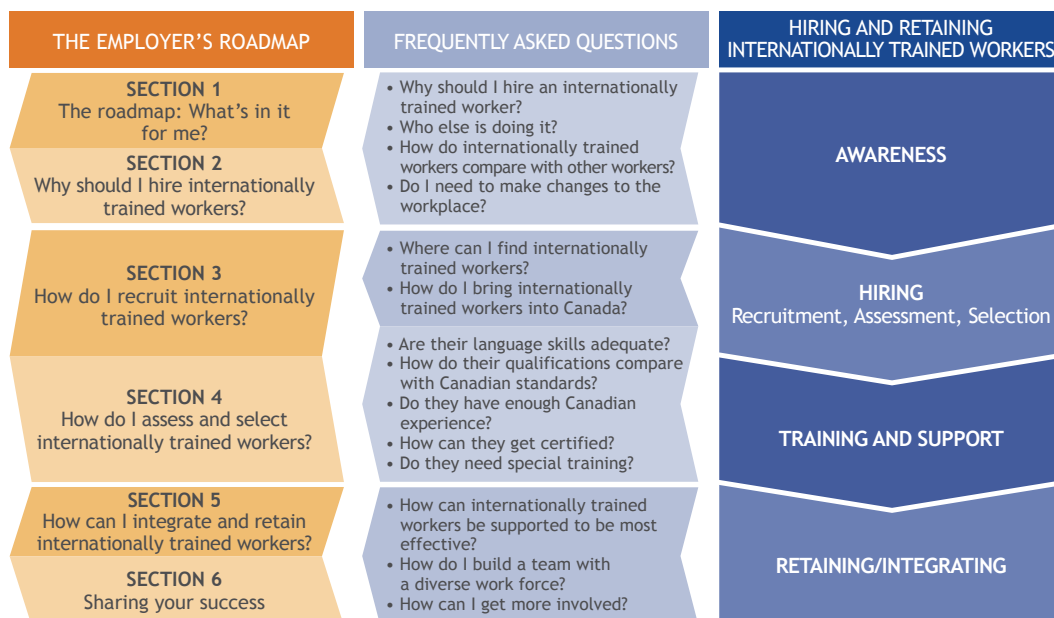 THE EMPLOYER’S ROADMAP
SECTION 1
The roadmap: What’s in it
for me?
SECTION 2
Why should I hire internationally
trained workers?
SECTION 3
How do I recruit internationally
trained workers?
SECTION 4
How do I assess and select
internationally trained workers?
SECTION 5
How can I integrate and retain
internationally trained workers?
SECTION 6
Sharing your success
FREQUENTLY ASKED QUESTIONS
• Why should I hire an internationally
trained worker?
• Who else is doing it?
• How do internationally trained
workers compare with other workers?
• Do I need to make changes to the
workplace?
• Where can I find internationally
trained workers?
• How do I bring internationally
trained workers into Canada?
• Are their language skills adequate?
• How do their qualifications compare
with Canadian standards?
• Do they have enough Canadian
experience?
• How can they get certified?
• Do they need special training?
• How can internationally trained
workers be supported to be most
effective?
• How do I build a team with
a diverse work force?
• How can I get more involved?
HIRING AND RETAINING
INTERNATIONALLY TRAINED WORKERS
AWARENESS
HIRING
Recruitment, Assessment, Selection
TRAINING AND SUPPORT
RETAINING/INTEGRATING